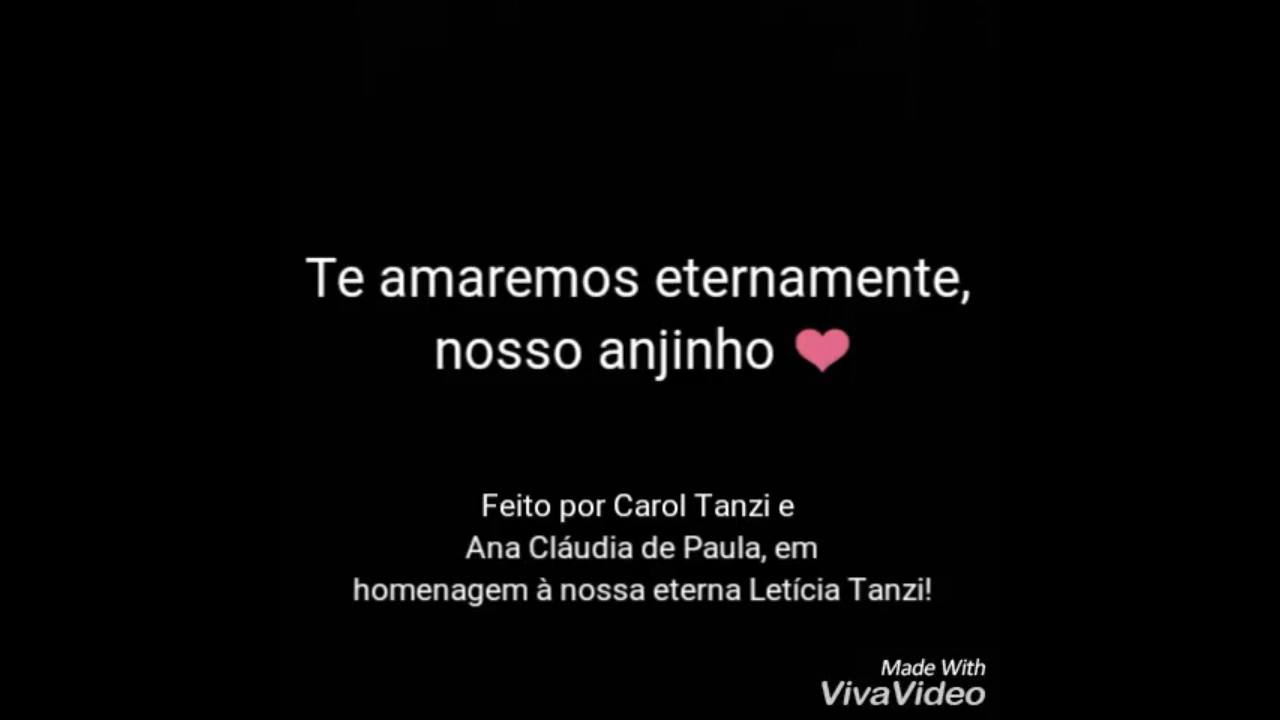 Te amaremos eternamente,
nosso anjinho ❤
Feito por Carol Tanzi e
Ana Cláudia de Paula, em
homenagem à nossa eterna Letícia Tanzi!
Made With
VivaVideo